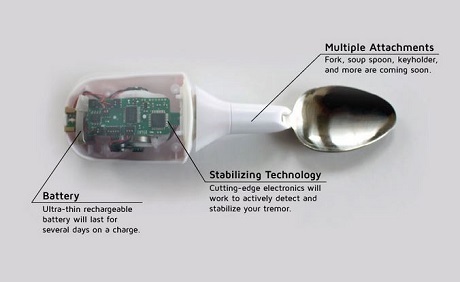 Multiple Attachments
Fork, soup spoon, keyholder,
and more are coming soon.
Stabilizing Technology
Cutting-edge electronics will
work to actively detect and
stabilize your tremor.
Battery
Ultra-thin rechargeable
battery will last for
several days on a charge.